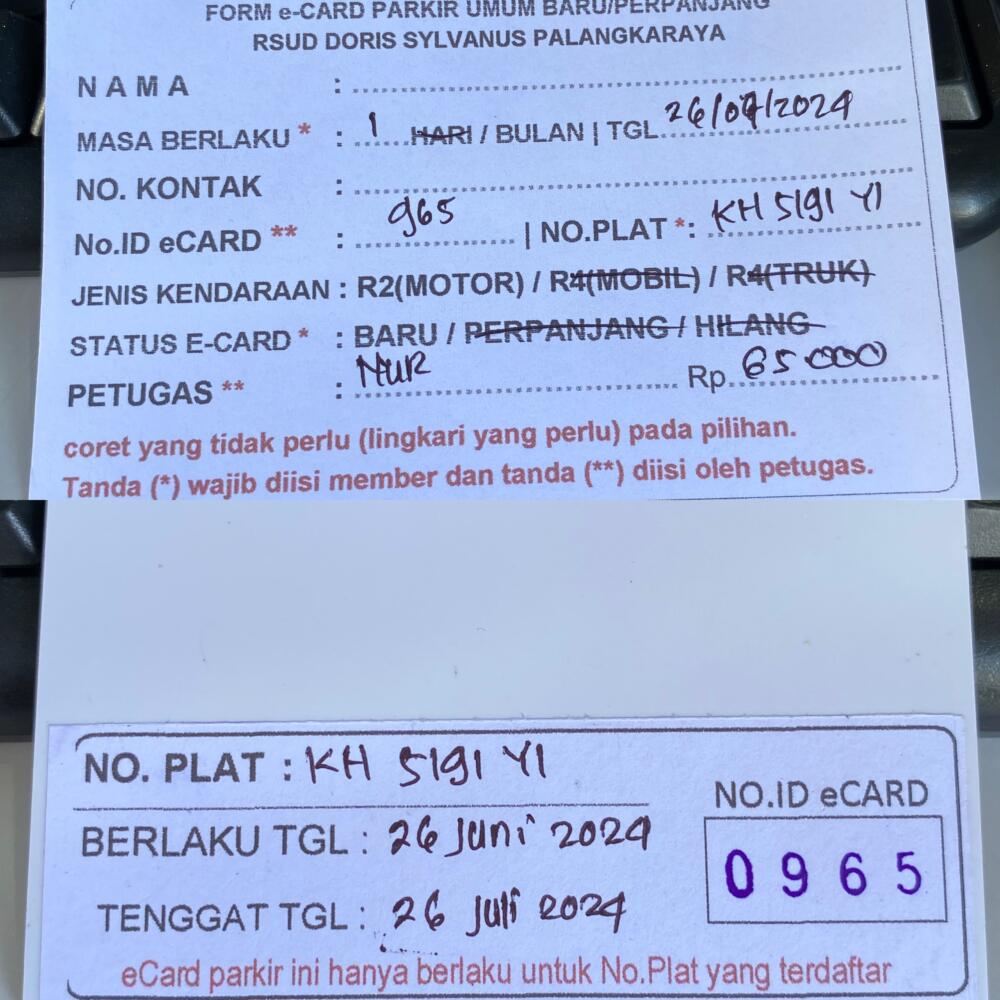 FORM e-CARD PARKIR UMUM BARU/PERPANJANG
RSUD DORIS SYLVANUS PALANGKARAYA
NAMA :
MASA BERLAKU * : 1 HARI / BULAN | TGL 26/07/2024
NO. KONTAK :
No.ID eCARD ** : 965 | NO.PLAT *: KH 5191 YI
JENIS KENDARAAN : R2(MOTOR) / R4(MOBIL) / R4(TRUK)
STATUS E-CARD * : BARU / PERPANJANG / HILANG
PETUGAS ** : NUR Rp. 65 000
coret yang tidak perlu (lingkari yang perlu) pada pilihan.
Tanda (*) wajib diisi member dan tanda (**) diisi oleh petugas.
NO. PLAT : KH 5191 YI
BERLAKU TGL : 26 Juni 2024
TENGGAT TGL : 26 Juli 2024
NO.ID eCARD
0965
eCard parkir ini hanya berlaku untuk No.Plat yang terdaftar